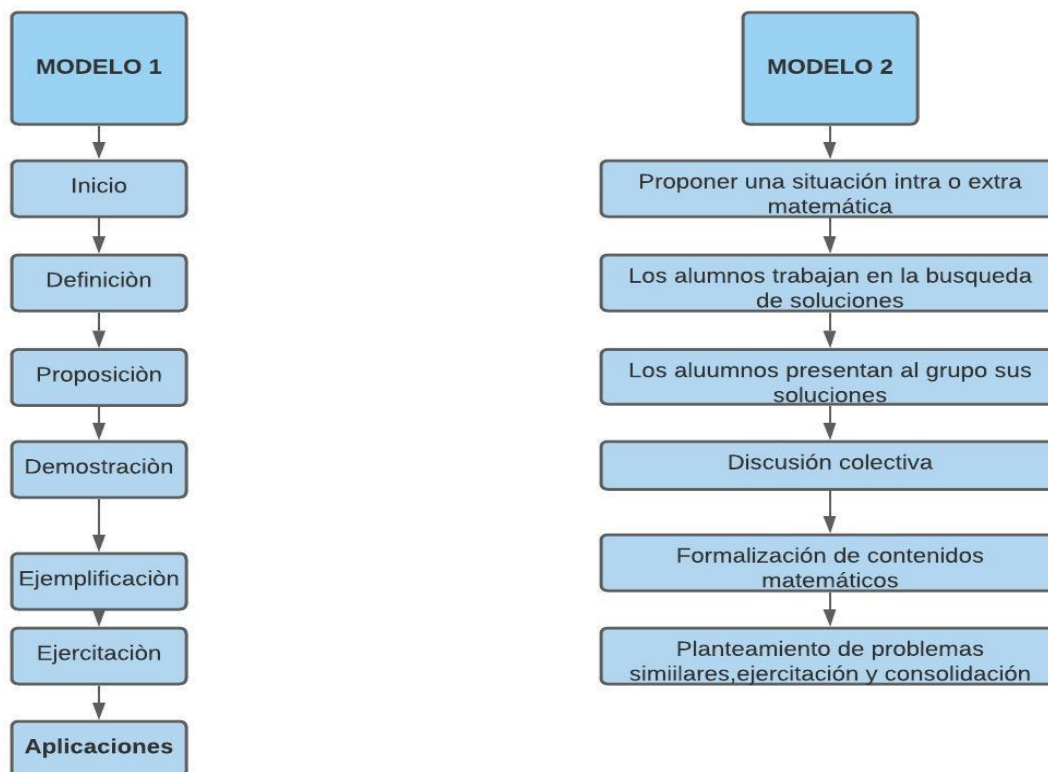 MODELO 1
Inicio
Definiciòn
Proposiciòn
Demostraciòn
Ejemplificaciòn
Ejercitaciòn
Aplicaciones
MODELO 2
Proponer una situación intra o extra
matemática
Los alumnos trabajan en la busqueda
de soluciones
Los aluumnos presentan al grupo sus
soluciones
Discusión colectiva
Formalización de contenidos
matemáticos
Planteamiento de problemas
simiilares,ejercitación y consolidación